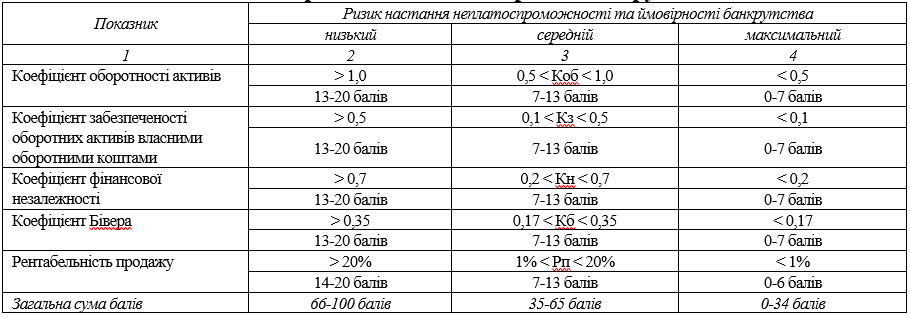 Показник
Ризик настання неплатоспроможності та ймовірності банкрутства
низький середній максимальний
1 2 3 4
Коефіцієнт оборотності активів > 1,0 0,5 < Коб < 1,0 < 0,5
13-20 балів 7-13 балів 0-7 балів
Коефіцієнт забезпеченості > 0,5 0,1 < Кз < 0,5 < 0,1
оборотних активів власними
оборотними коштами
13-20 балів 7-13 балів 0-7 балів
Коефіцієнт фінансової > 0,7 0,2 < Кн < 0,7 < 0,2
незалежності 13-20 балів 7-13 балів 0-7 балів
Коефіцієнт Бівера > 0,35 0,17 < Кб < 0,35 < 0,17
13-20 балів 7-13 балів 0-7 балів
Рентабельність продажу > 20% 1% < Рп < 20% < 1%
14-20 балів 7-13 балів 0-6 балів
Загальна сума балів 66-100 балів 35-65 балів 0-34 балів